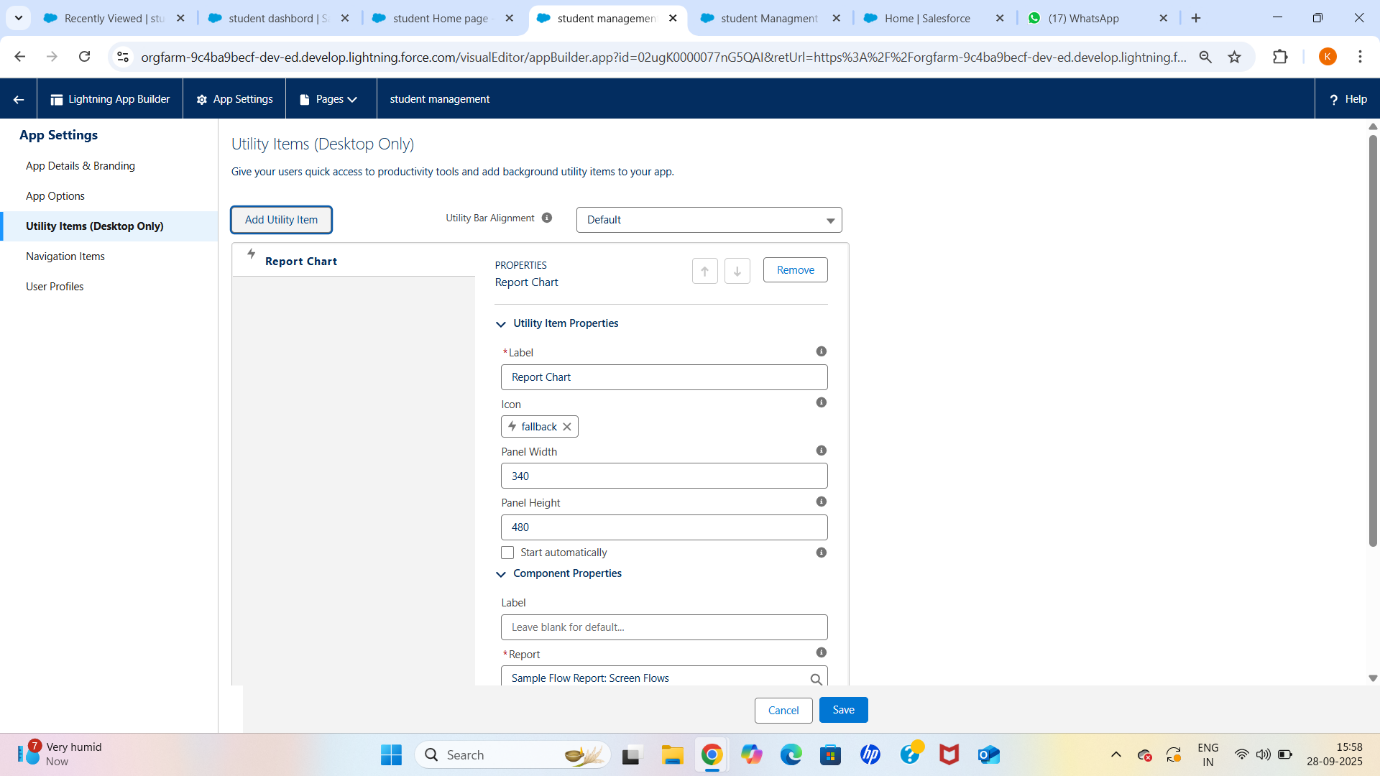 Recently Viewed | stu
student dashbord | S
student Home page
student managemen
student Managment
Home | Salesforce
(17) WhatsApp
orgfarm-9c4ba9becf-dev-ed.develop.lightning.force.com/visualEditor/appBuilder.app?id=02ugK0000077nG5QAI&retUrl=https%3A%2F%2Forgfarm-9c4ba9becf-dev-ed.develop.lightning.f...
K
Lightning App Builder
App Settings
Pages
student management
? Help
App Settings
App Details & Branding
App Options
Utility Items (Desktop Only)
Navigation Items
User Profiles
Utility Items (Desktop Only)
Give your users quick access to productivity tools and add background utility items to your app.
Add Utility Item
Utility Bar Alignment
Default
Report Chart
PROPERTIES
Report Chart
Remove
Utility Item Properties
*Label
Report Chart
Icon
fallback
Panel Width
340
Panel Height
480
Start automatically
Component Properties
Label
Leave blank for default...
*Report
Sample Flow Report: Screen Flows
Cancel
Save
7
Very humid
Now
Search
hp
ENG
IN
15:58
28-09-2025